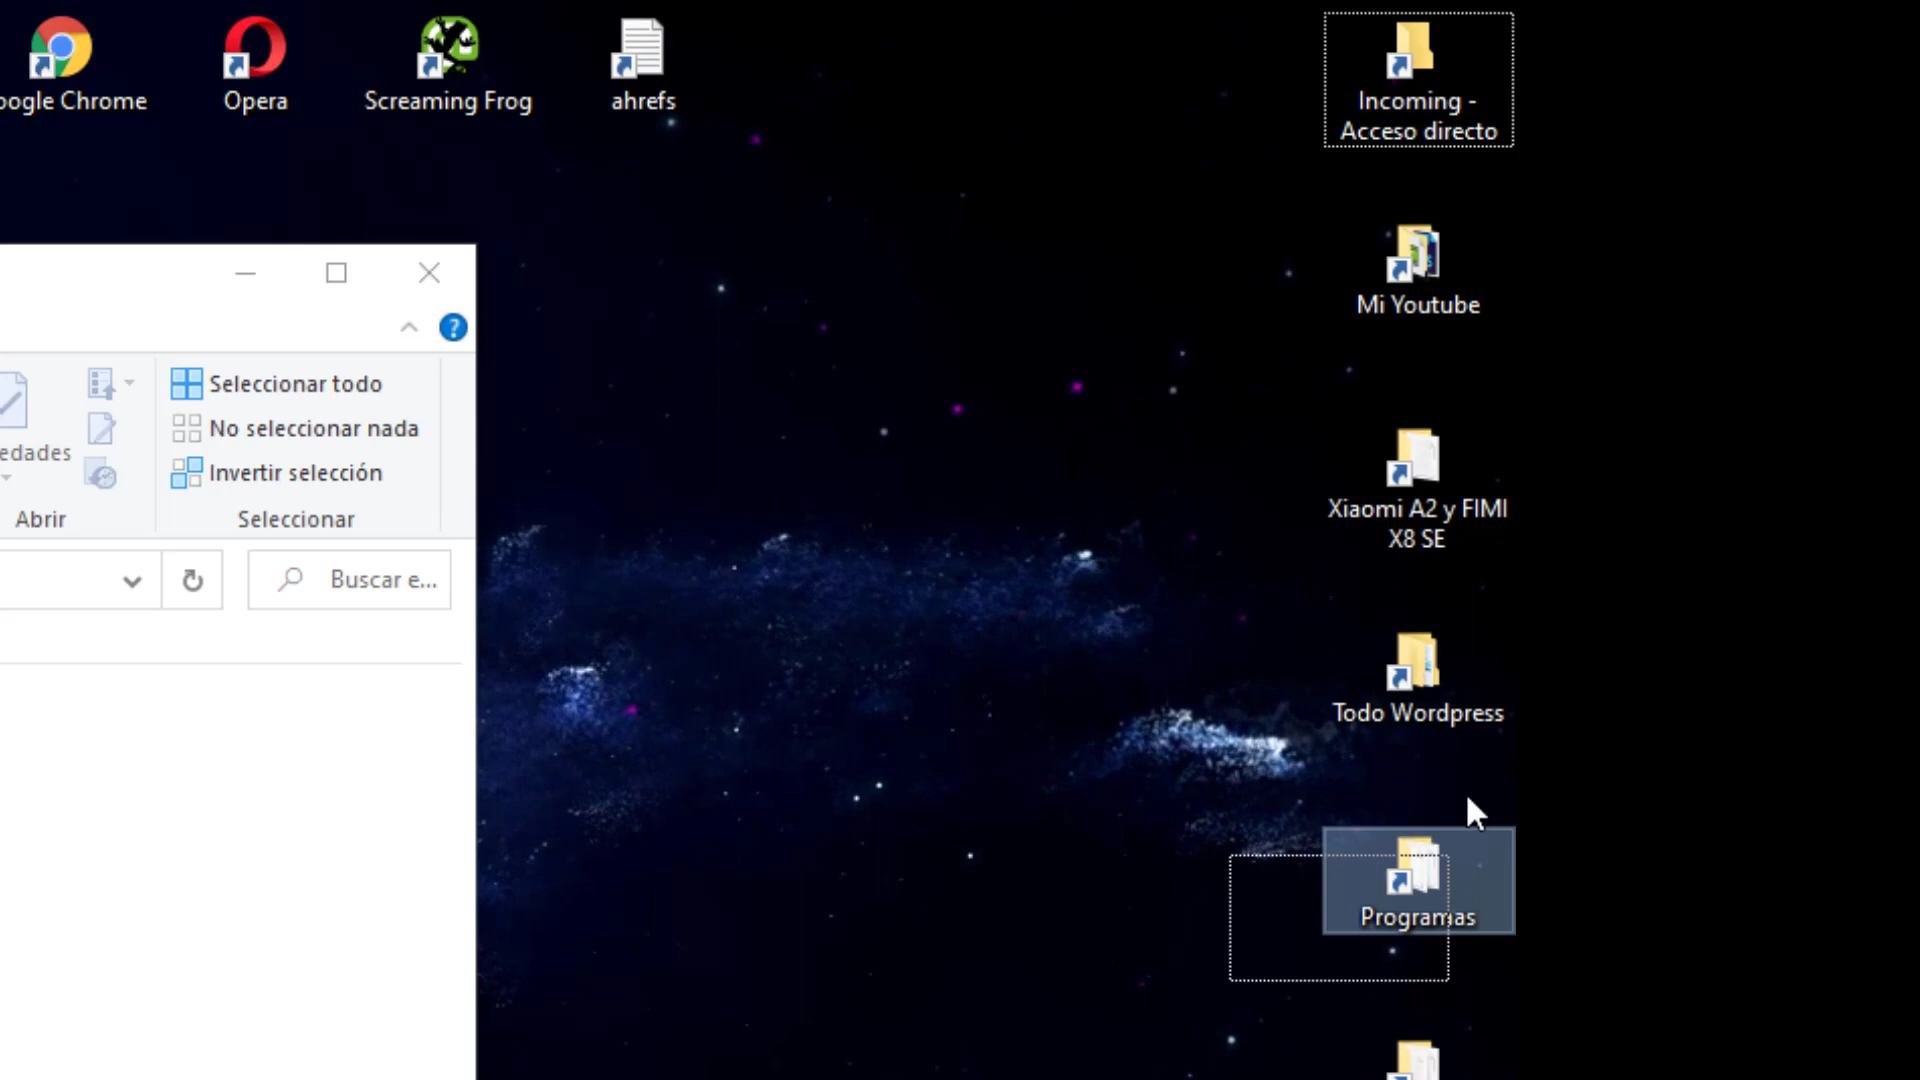 oogle Chrome
Opera
Screaming Frog
ahrefs
Incoming -
Acceso directo
Mi Youtube
Xiaomi A2 y FIMI
X8 SE
Todo Wordpress
Programas
?
Seleccionar todo
No seleccionar nada
Invertir selección
edades
Abrir
Seleccionar
Buscar e...